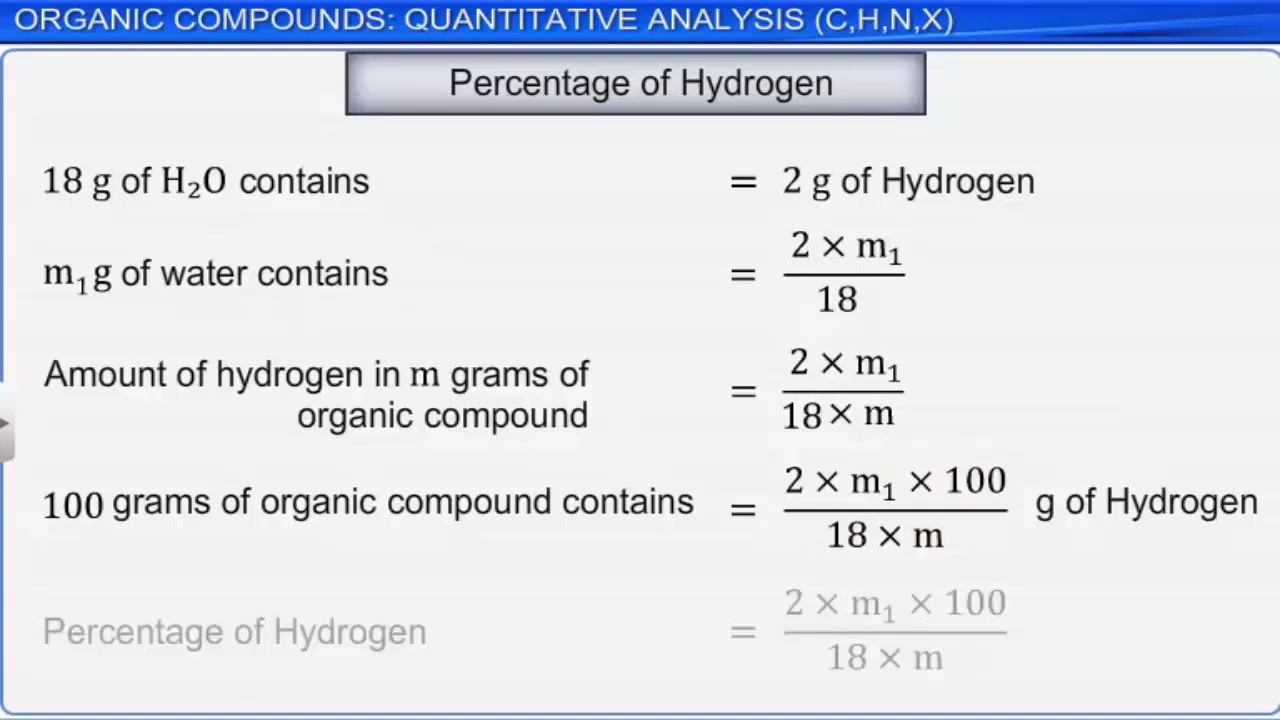 ORGANIC COMPOUNDS: QUANTITATIVE ANALYSIS (C,H,N,X)
Percentage of Hydrogen
18 g of H₂O contains = 2 g of Hydrogen
m₁g of water contains = 2 × m₁ / 18
Amount of hydrogen in m grams of
organic compound = 2 × m₁ / 18 × m
100 grams of organic compound contains = 2 × m₁ × 100 / 18 × m g of Hydrogen
Percentage of Hydrogen = 2 × m₁ × 100 / 18 × m